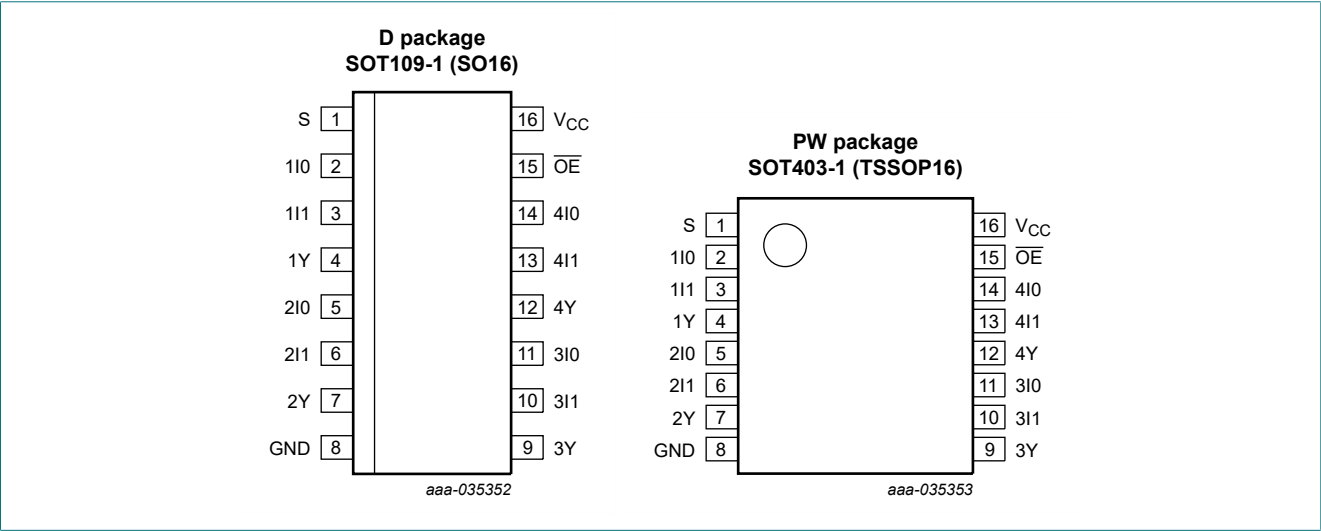 D package
SOT109-1 (SO16)
S 1 16 VCC
1I0 2 15 OE
1I1 3 14 4I0
1Y 4 13 4I1
2I0 5 12 4Y
2I1 6 11 3I0
2Y 7 10 3I1
GND 8 9 3Y
aaa-035352
PW package
SOT403-1 (TSSOP16)
S 1 16 VCC
1I0 2 15 OE
1I1 3 14 4I0
1Y 4 13 4I1
2I0 5 12 4Y
2I1 6 11 3I0
2Y 7 10 3I1
GND 8 9 3Y
aaa-035353